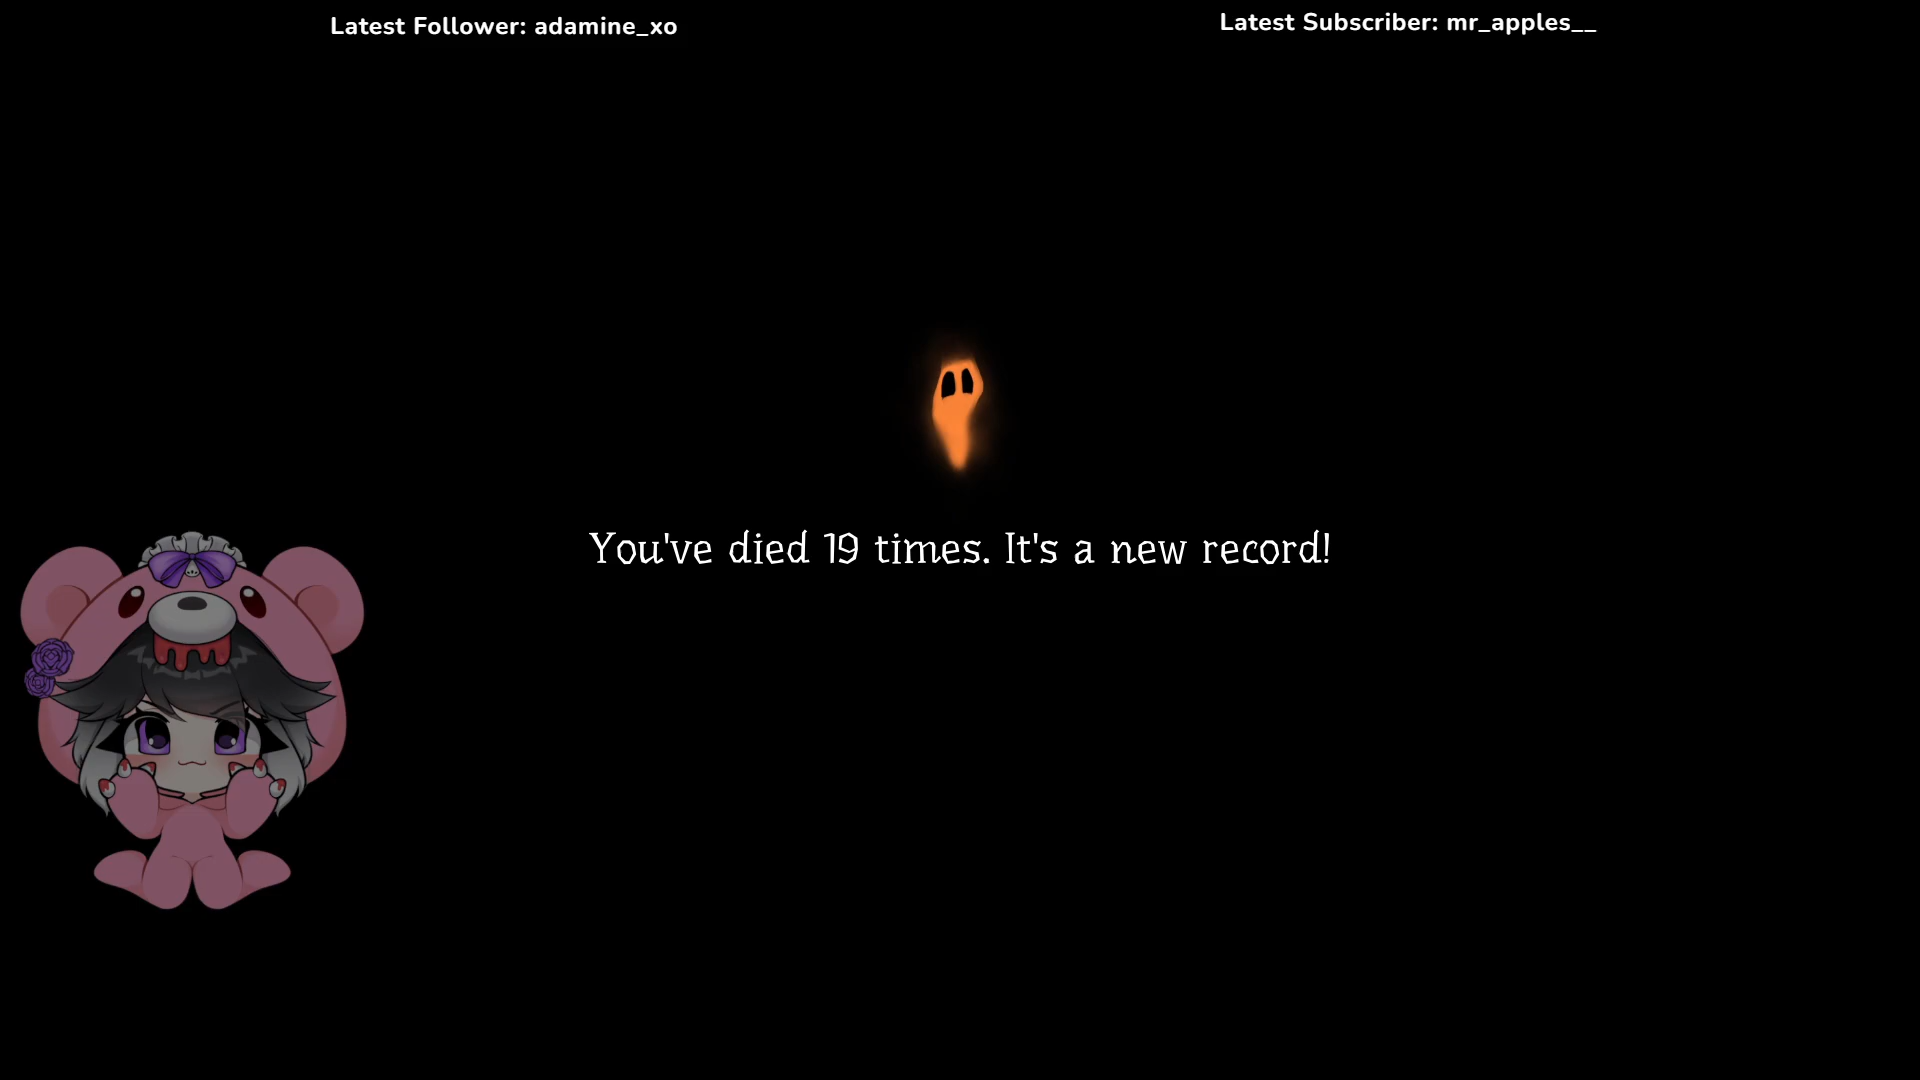 Latest Follower: adamine_xo
Latest Subscriber: mr_apples__
You've died 19 times. It's a new record!